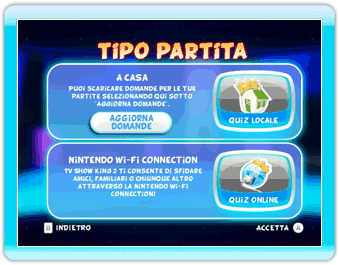 TIPO PARTITA
A CASA
PUOI SCARICARE DOMANDE PER LE TUE
PARTITE SELEZIONANDO QUI SOTTO
"AGGIORNA DOMANDE".
AGGIORNA
DOMANDE
QUIZ LOCALE
NINTENDO Wi-Fi CONNECTION
TV SHOW KING 2 TI CONSENTE DI SFIDARE
AMICI, FAMILIARI O CHIUNQUE ALTRO
ATTRAVERSO LA NINTENDO WI-FI
CONNECTION!
QUIZ ONLINE
B INDIETRO
ACCETTA A